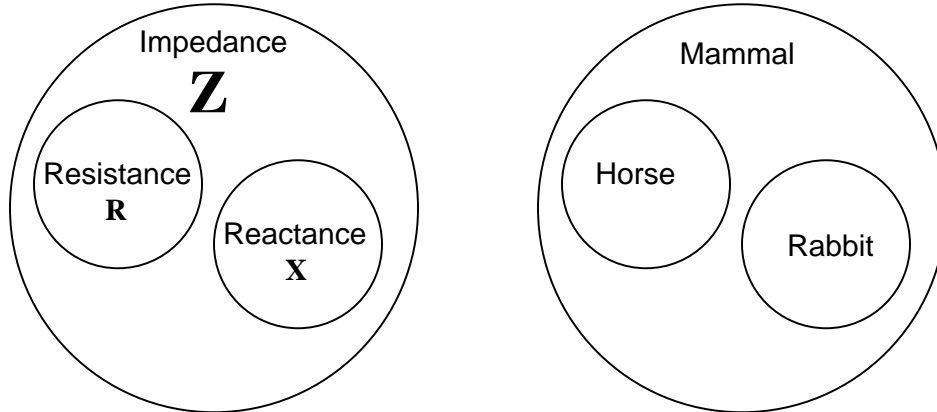 Impedance
Z
Resistance
R
Reactance
X
Mammal
Horse
Rabbit